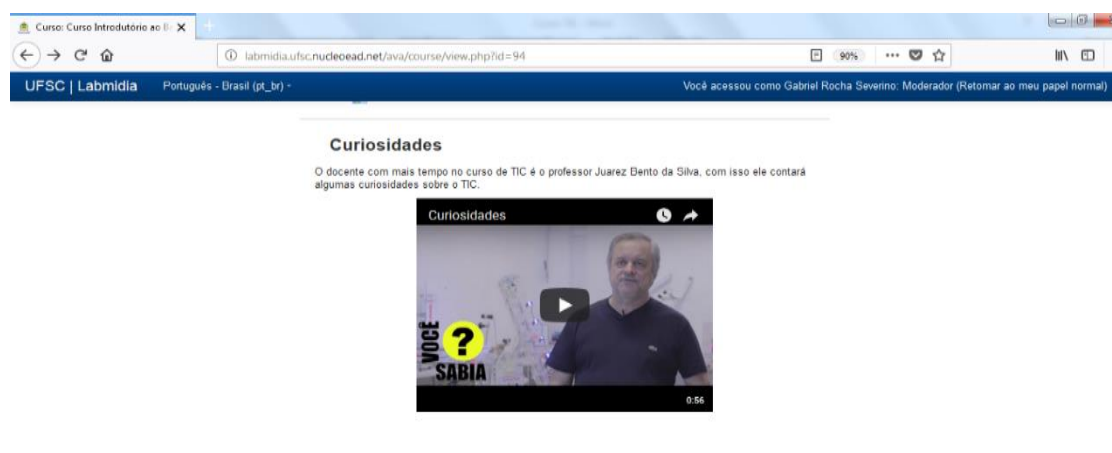 Curso: Curso Introdutório ao B
labmidia.ufsc.nucleoead.net/ava/course/view.php?id=94
90%
UFSC | Labmidia Português - Brasil (pt_br) Você acessou como Gabriel Rocha Severino: Moderador (Retomar ao meu papel normal)
Curiosidades
O docente com mais tempo no curso de TIC é o professor Juarez Bento da Silva, com isso ele contará
algumas curiosidades sobre o TIC.
Curiosidades
VOCE
?
SABIA
0:56